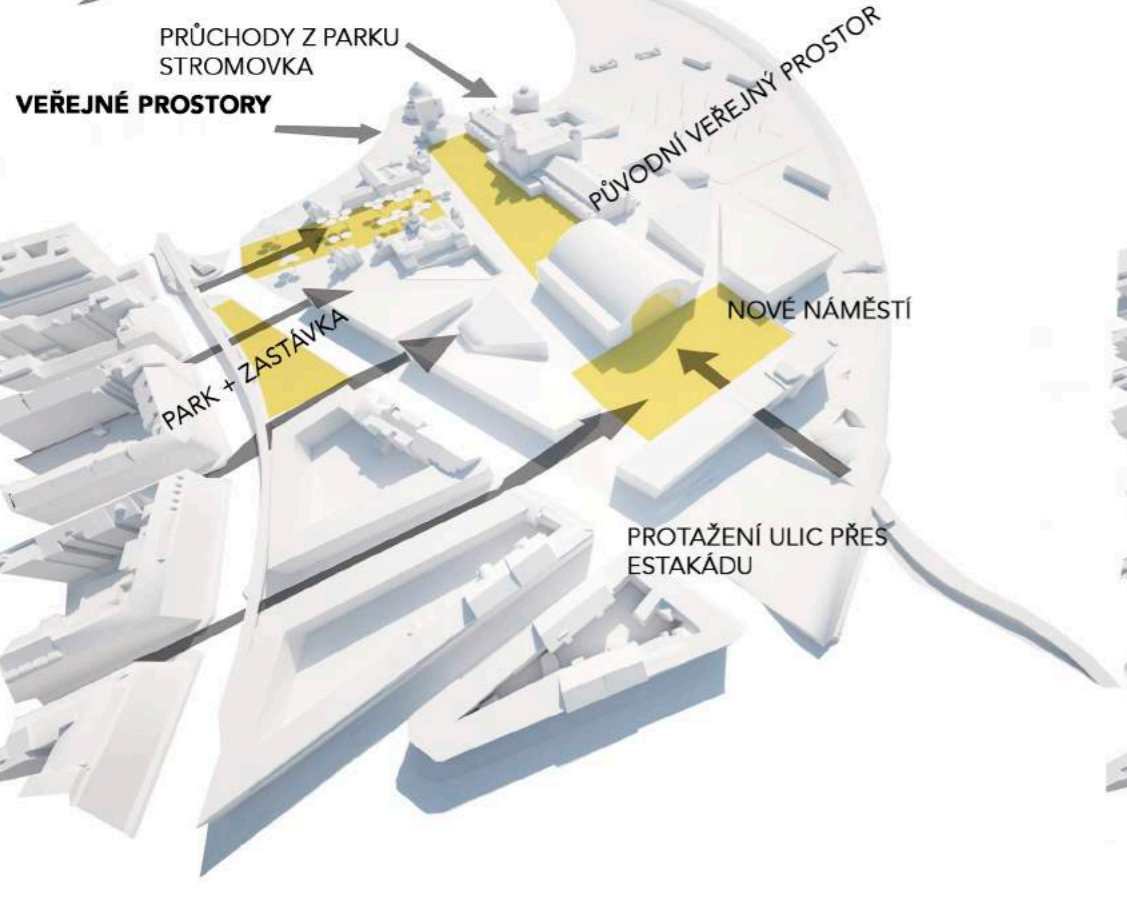 PRŮCHODY Z PARKU
STROMOVKA
VEŘEJNÉ PROSTORY
PŮVODNÍ VEŘEJNÝ PROSTOR
NOVÉ NÁMĚSTÍ
PARK + ZASTÁVKA
PROTAŽENÍ ULIC PŘES
ESTAKÁDU